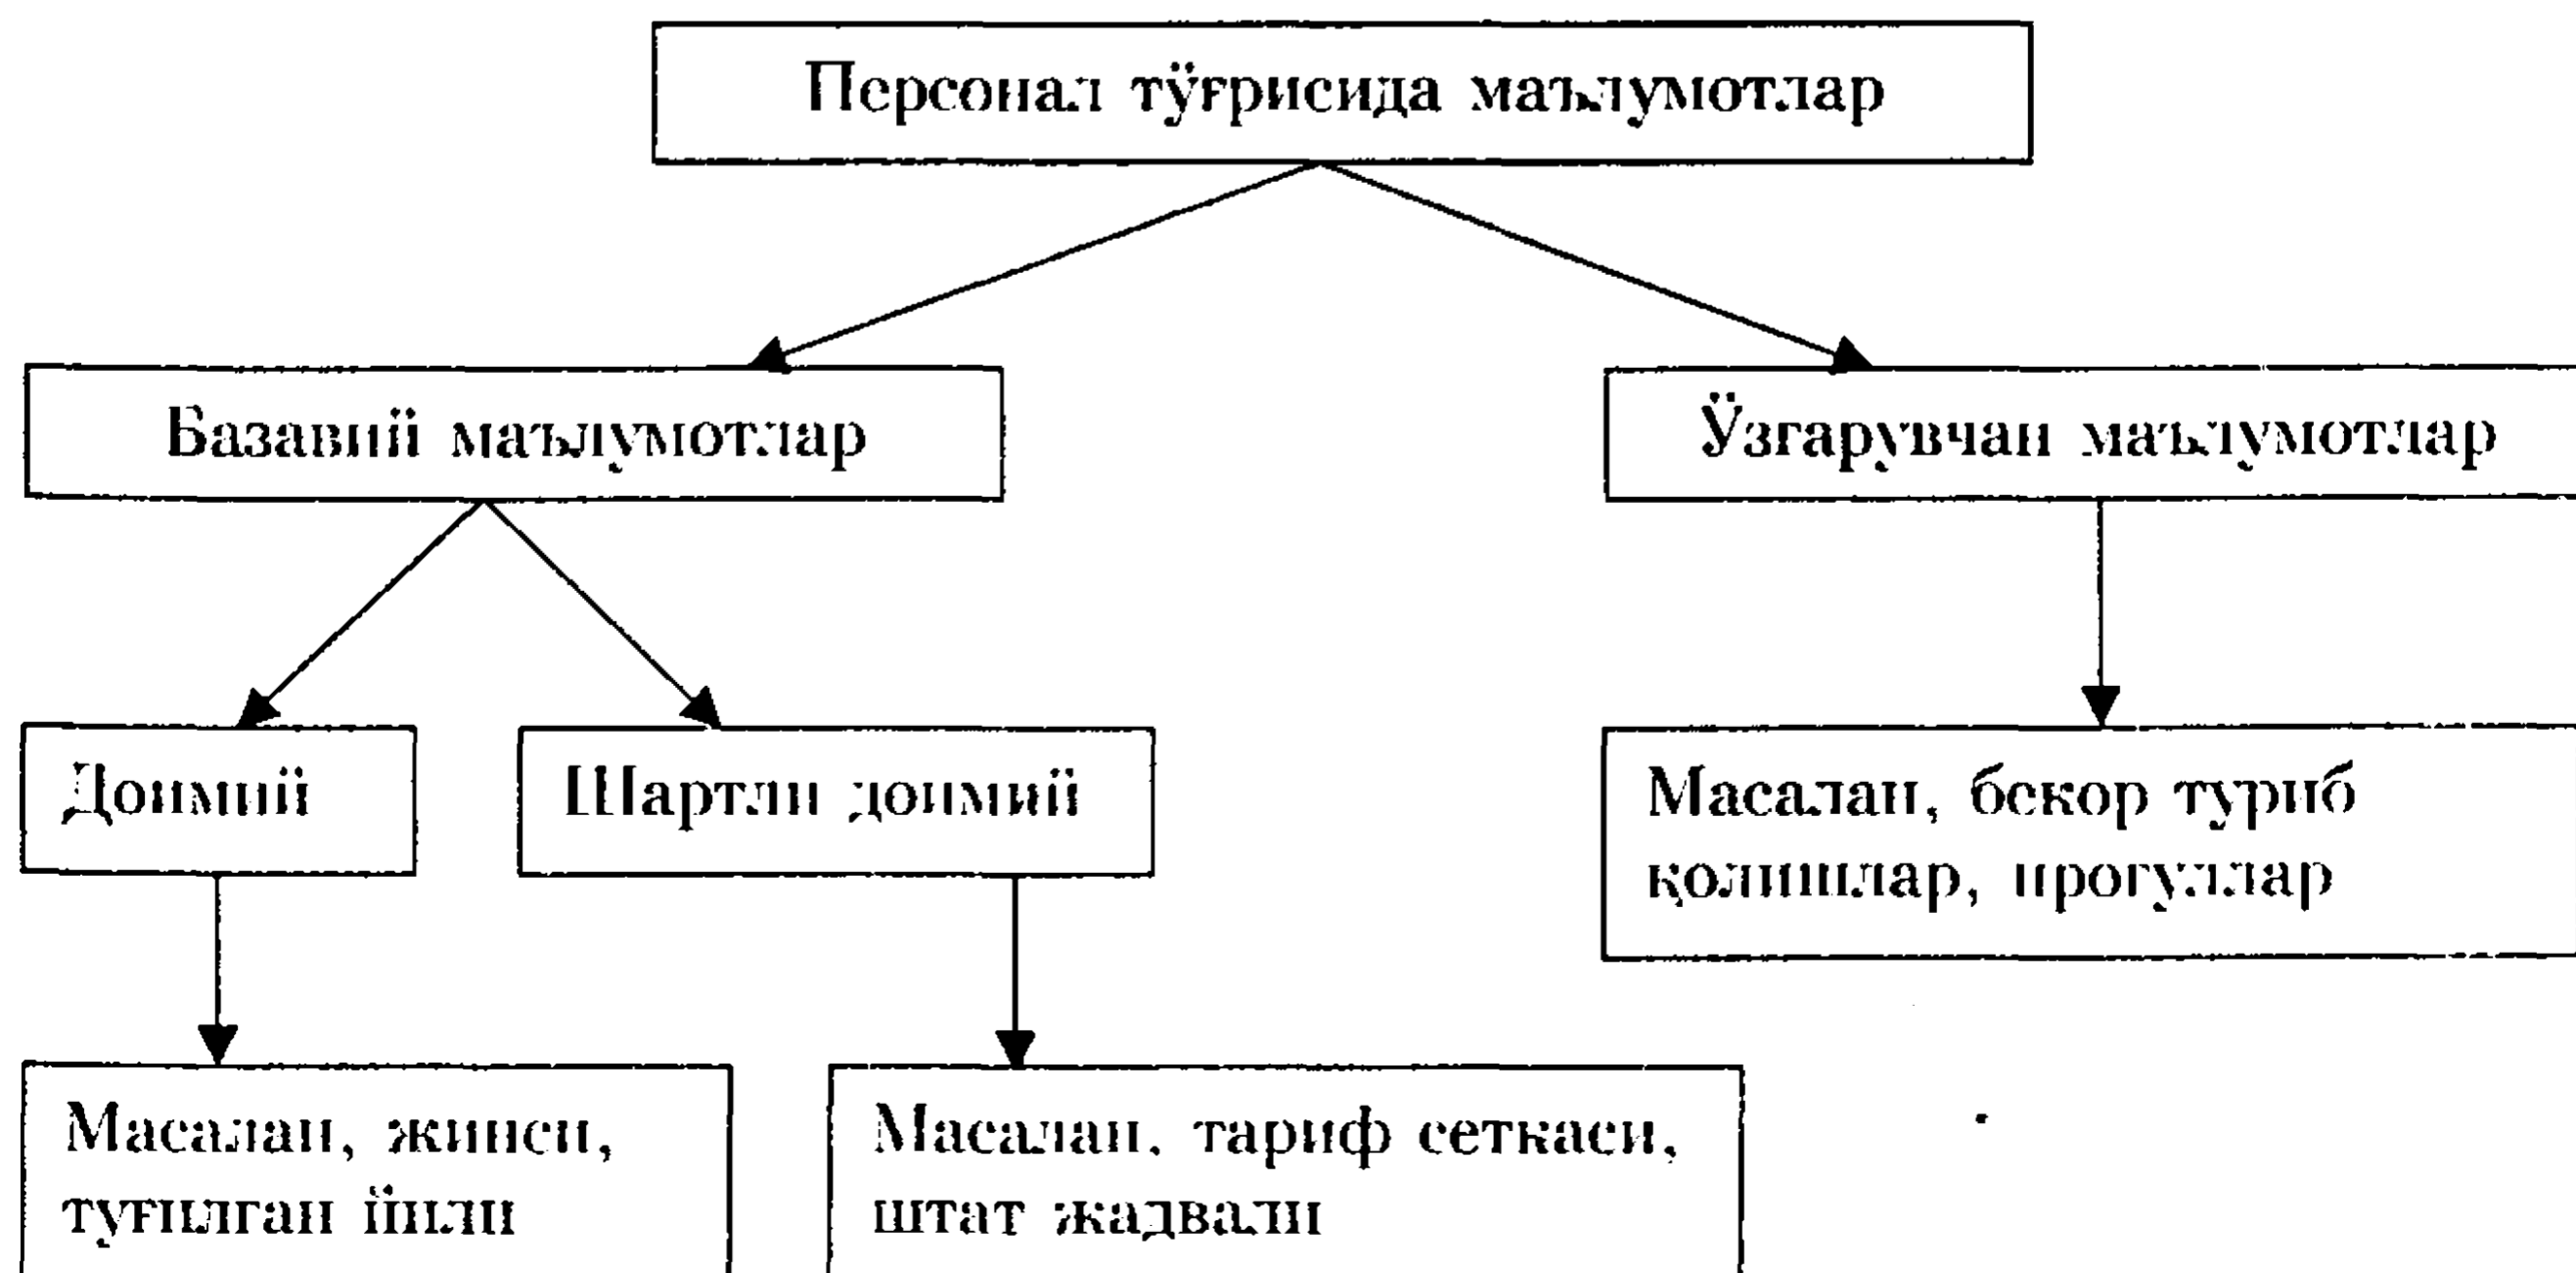 Персонал тўғрисида маълумотлар
Базавий маълумотлар
Ўзгарувчан маълумотлар
Доимий
Шартли доимий
Масалан, бекор туриб
қолишлар, прогуллар
Масалан, жинси,
туғилган йили
Масалан, тариф сеткаси,
штат жадвали